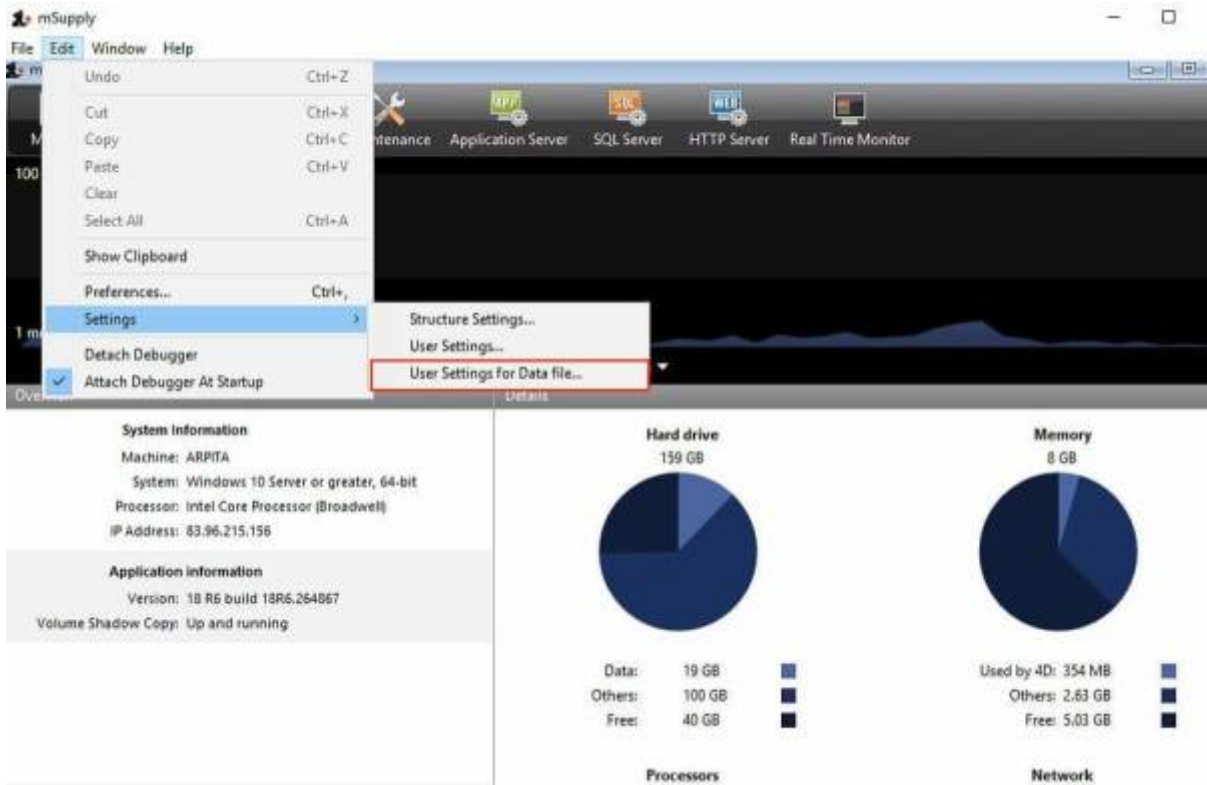 mSupply
File Edit Window Help
Undo Ctrl+Z
Cut Ctrl+X
Copy Ctrl+C
Paste Ctrl+V
Clear
Select All Ctrl+A
Show Clipboard
Preferences... Ctrl+,
Settings
Detach Debugger
Attach Debugger At Startup
Structure Settings...
User Settings...
User Settings for Data file...
tenance Application Server SQL Server HTTP Server Real Time Monitor
100
Details
System Information
Machine: ARPITA
System: Windows 10 Server or greater, 64-bit
Processor: Intel Core Processor (Broadwell)
IP Address: 83.96.215.156
Application information
Version: 18 R6 build 18R6.264867
Volume Shadow Copy: Up and running
Hard drive
159 GB
Data: 19 GB
Others: 100 GB
Free: 40 GB
Memory
8 GB
Used by 4D: 354 MB
Others: 2.63 GB
Free: 5.03 GB
Processors
Network